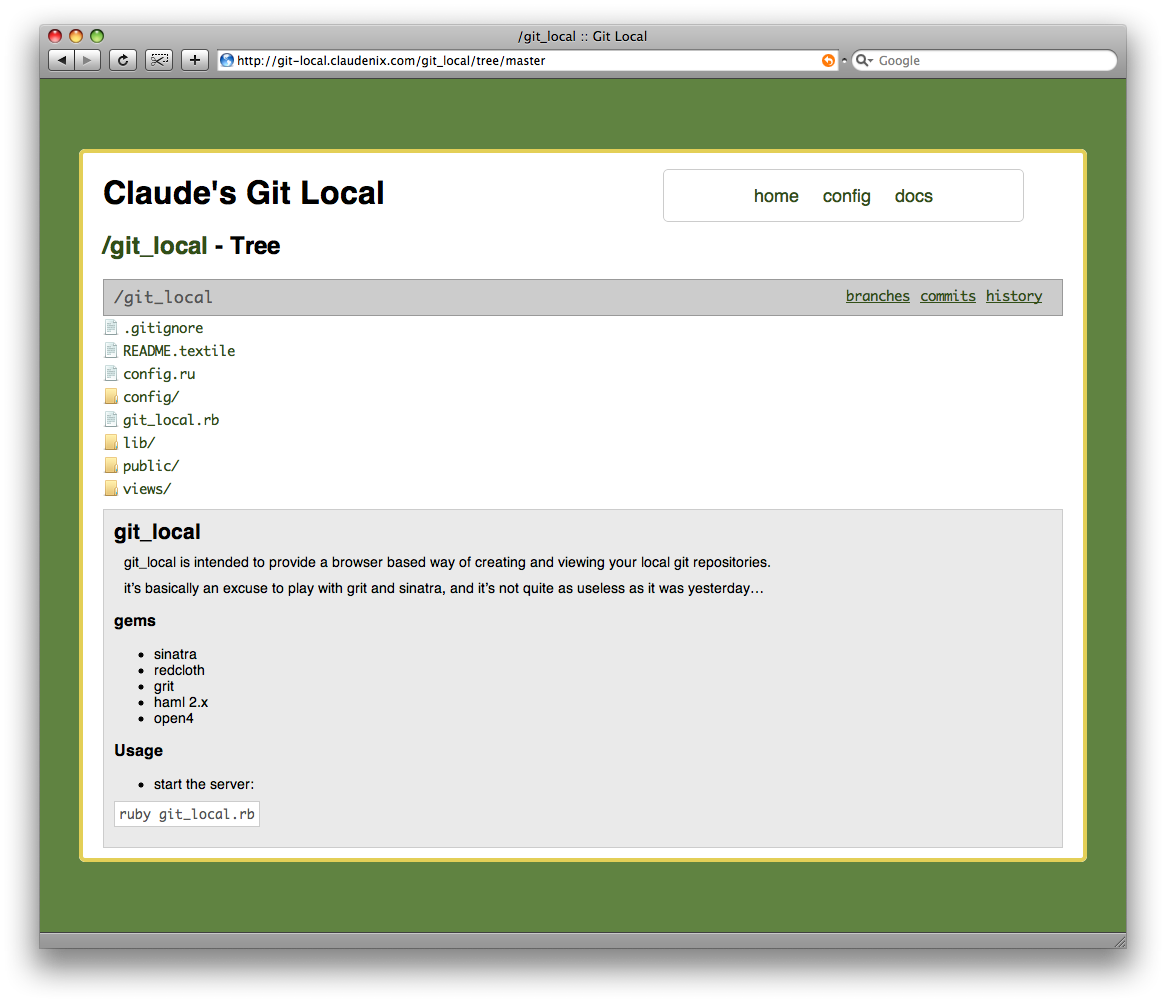 /git_local :: Git Local
http://git-local.claudenix.com/git_local/tree/master
Google
Claude's Git Local
home config docs
/git_local - Tree
/git_local branches commits history
.gitignore
README.textile
config.ru
config/
git_local.rb
lib/
public/
views/
git_local
git_local is intended to provide a browser based way of creating and viewing your local git repositories.
it’s basically an excuse to play with grit and sinatra, and it’s not quite as useless as it was yesterday…
gems
• sinatra
• redcloth
• grit
• haml 2.x
• open4
Usage
• start the server:
ruby git_local.rb